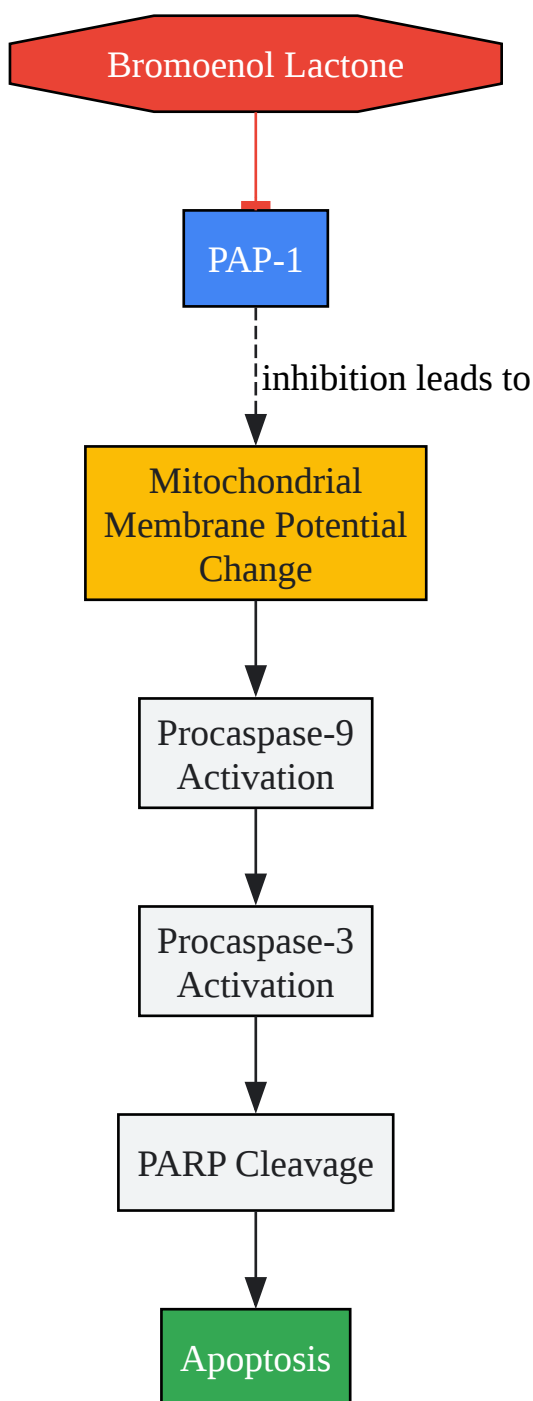 Bromoenol Lactone
PAP-1
inhibition leads to
Mitochondrial
Membrane Potential
Change
Procaspase-9
Activation
Procaspase-3
Activation
PARP Cleavage
Apoptosis